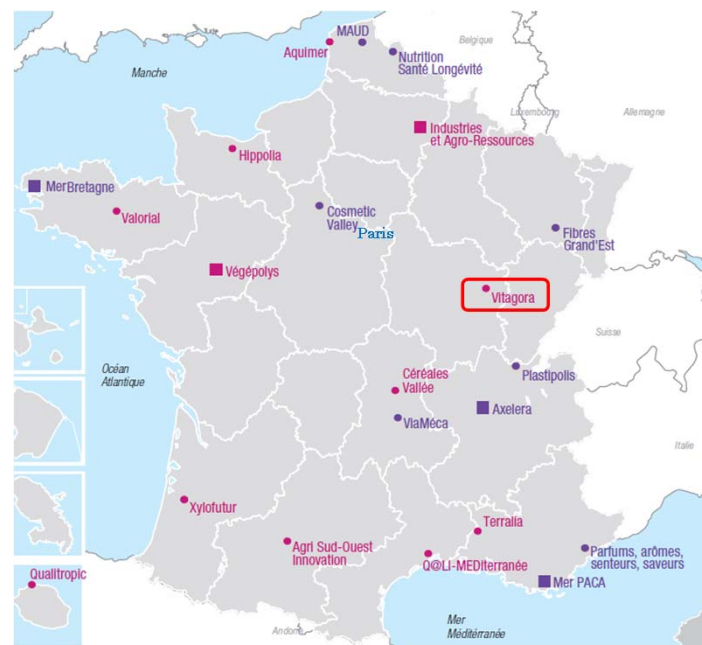 MAUD
Aquimer
Nutrition
Santé Longévité
Belgique
Manche
Luxembourg
Allemagne
Industries
et Agro-Ressources
Hippolia
MerBretagne
Valorial
Cosmetic
Valley
Paris
Fibres
Grand'Est
Végépolys
Vitagora
Suisse
Océan
Atlantique
Céréales
Vallée
Plastipolis
Axelera
ViaMéca
Italie
Xylofutur
Terralia
Agri Sud-Ouest
Innovation
Q@LI-MEDiterranée
Parfums, arômes,
senteurs, saveurs
Qualitropic
Mer PACA
Mer
Méditérranée
Andorre